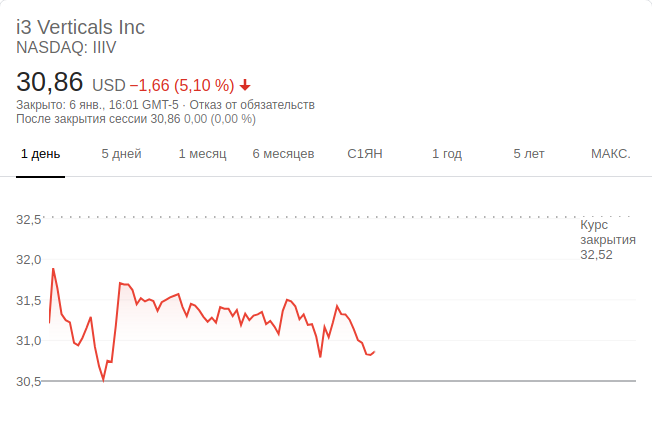 i3 Verticals Inc
NASDAQ: IIIV
30,86 USD −1,66 (5,10 %)
Закрыто: 6 янв., 16:01 GMT-5 · Отказ от обязательств
После закрытия сессии 30,86 0,00 (0,00 %)
1 день 5 дней 1 месяц 6 месяцев С1ЯН 1 год 5 лет МАКС.
32,5
Курс
закрытия
32,52
32,0
31,5
31,0
30,5